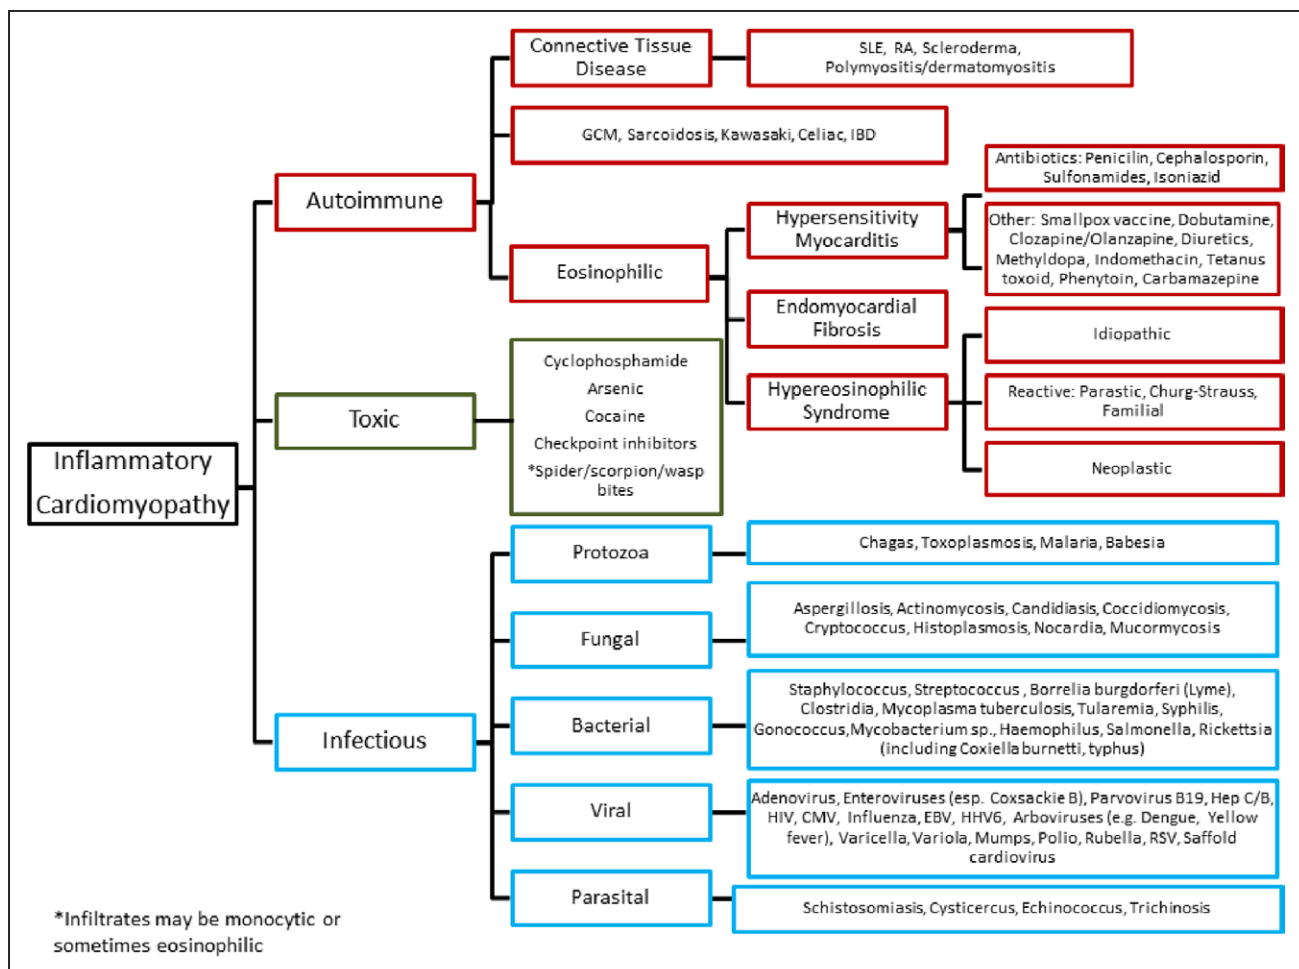 Connective Tissue
Disease
SLE, RA, Scleroderma,
Polymyositis/dermatomyositis
GCM, Sarcoidosis, Kawasaki, Celiac, IBD
Autoimmune
Antibiotics: Penicilin, Cephalosporin,
Sulfonamides, Isoniazid
Hypersensitivity
Myocarditis
Other: Smallpox vaccine, Dobutamine,
Clozapine/Olanzapine, Diuretics,
Methyldopa, Indomethacin, Tetanus
toxoid, Phenytoin, Carbamazepine
Eosinophilic
Endomyocardial
Fibrosis
Idiopathic
Hypereosinophilic
Syndrome
Reactive: Parastic, Churg-Strauss,
Familial
Neoplastic
Toxic
Cyclophosphamide
Arsenic
Cocaine
Checkpoint inhibitors
*Spider/scorpion/wasp
bites
Inflammatory
Cardiomyopathy
Protozoa
Chagas, Toxoplasmosis, Malaria, Babesia
Fungal
Aspergillosis, Actinomycosis, Candidiasis, Coccidiomycosis,
Cryptococcus, Histoplasmosis, Nocardia, Mucormycosis
Infectious
Bacterial
Staphylococcus, Streptococcus , Borrelia burgdorferi (Lyme),
Clostridia, Mycoplasma tuberculosis, Tularemia, Syphilis,
Gonococcus,Mycobacterium sp., Haemophilus, Salmonella, Rickettsia
(including Coxiella burnetti, typhus)
Viral
Adenovirus, Enteroviruses (esp. Coxsackie B), Parvovirus B19, Hep C/B,
HIV, CMV, Influenza, EBV, HHV6, Arboviruses (e.g. Dengue, Yellow
fever), Varicella, Variola, Mumps, Polio, Rubella, RSV, Saffold
cardiovirus
Parasital
Schistosomiasis, Cysticercus, Echinococcus, Trichinosis
*Infiltrates may be monocytic or
sometimes eosinophilic